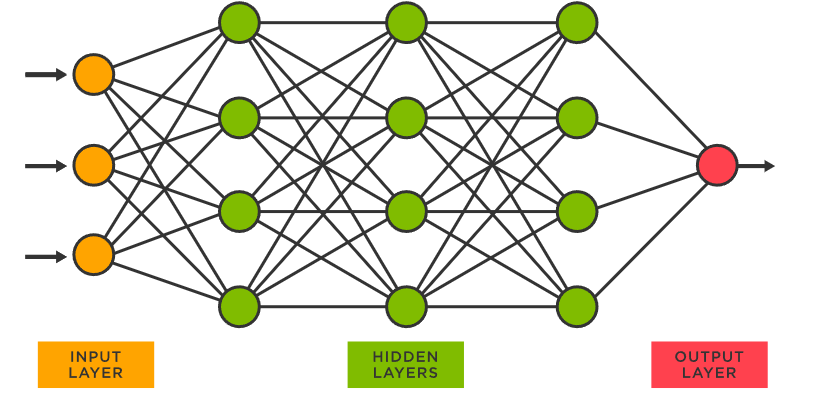 INPUT
LAYER
HIDDEN
LAYERS
OUTPUT
LAYER